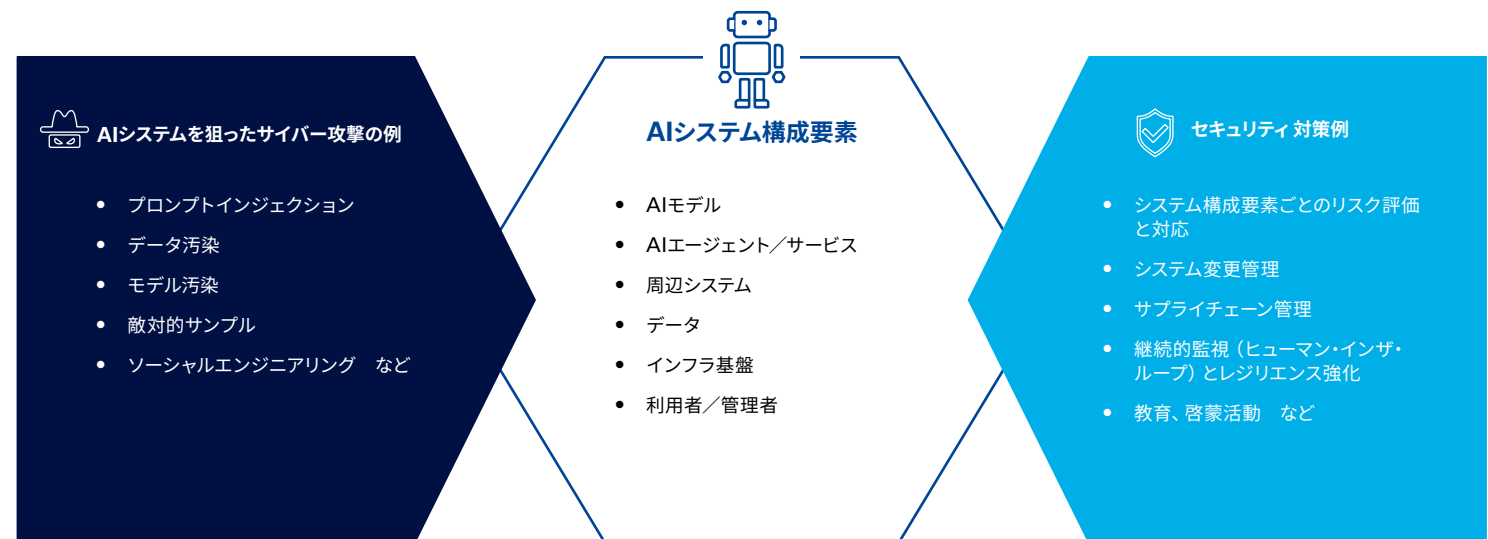 AIシステムを狙ったサイバー攻撃の例
• プロンプトインジェクション
• データ汚染
• モデル汚染
• 敵対的サンプル
• ソーシャルエンジニアリング　など
AIシステム構成要素
• AIモデル
• AIエージェント／サービス
• 周辺システム
• データ
• インフラ基盤
• 利用者／管理者
セキュリティ対策例
• システム構成要素ごとのリスク評価
と対応
• システム変更管理
• サプライチェーン管理
• 継続的監視（ヒューマン・インザ・
ループ）とレジリエンス強化
• 教育、啓蒙活動　など